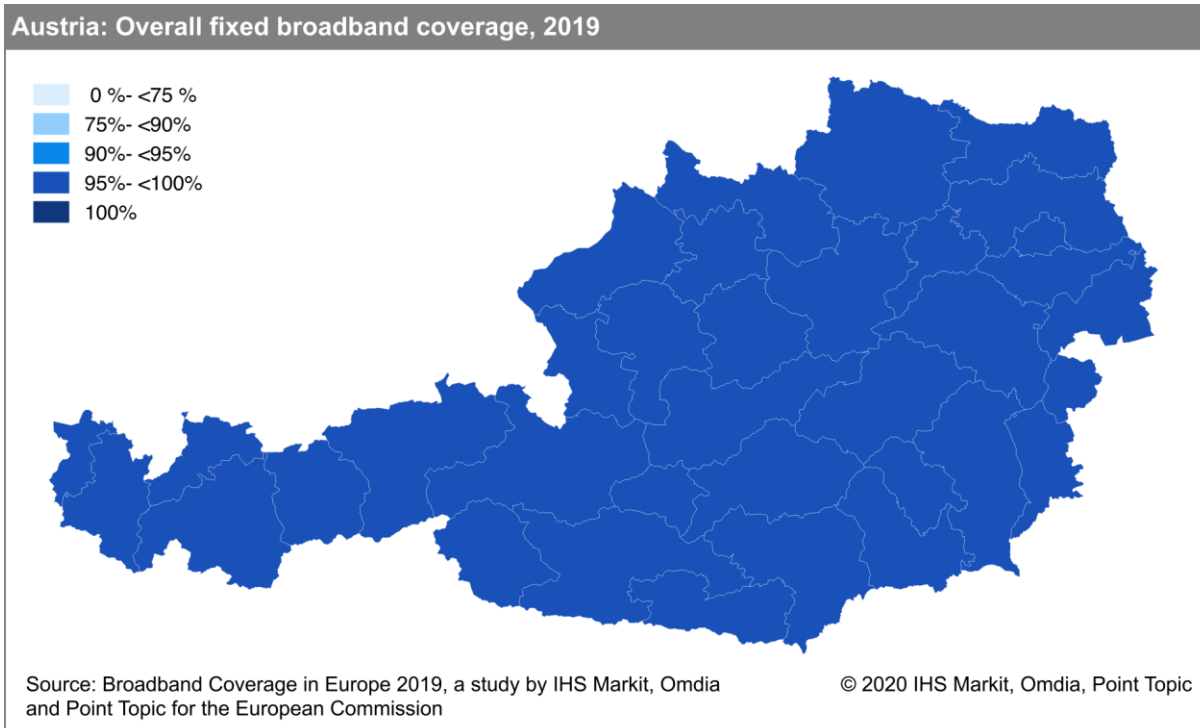 Austria: Overall fixed broadband coverage, 2019
0 %- <75 %
75%- <90%
90%- <95%
95%- <100%
100%
Source: Broadband Coverage in Europe 2019, a study by IHS Markit, Omdia
and Point Topic for the European Commission
© 2020 IHS Markit, Omdia, Point Topic